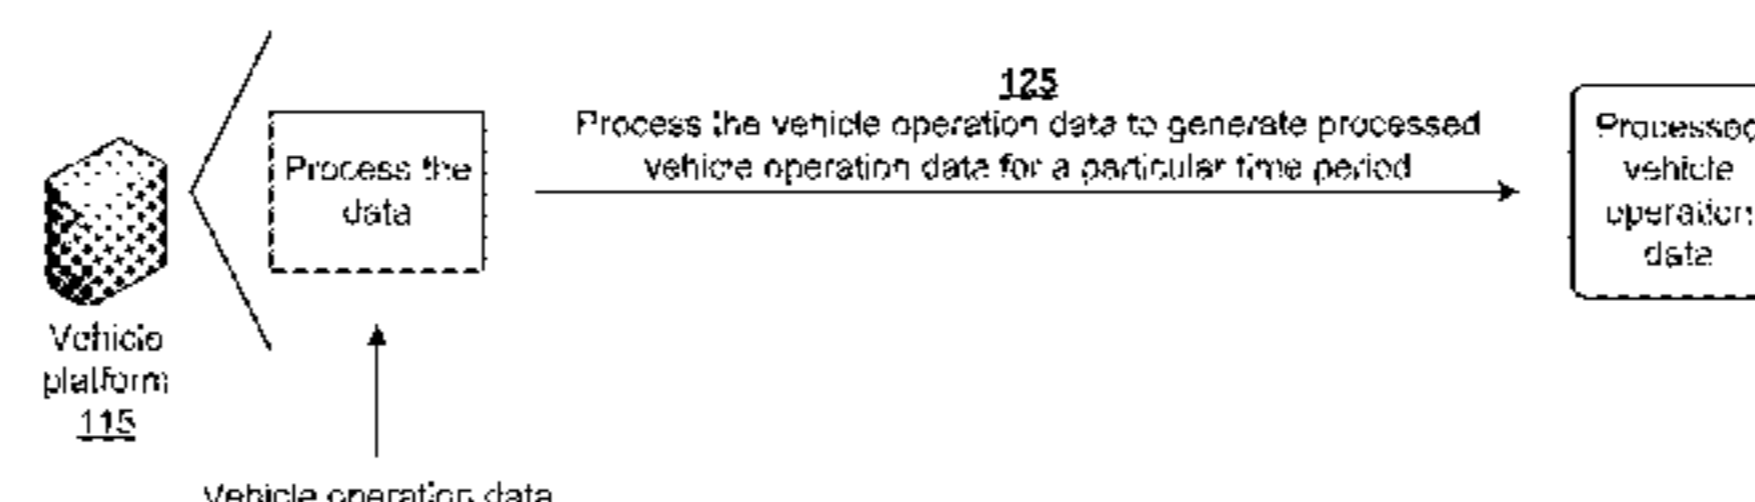 125
Process the vehicle operation data to generate processed
vehicle operation data for a particular time period
Process the
data
Processed
vehicle
operation
data
Vehicle
platform
115
Vehicle operation data